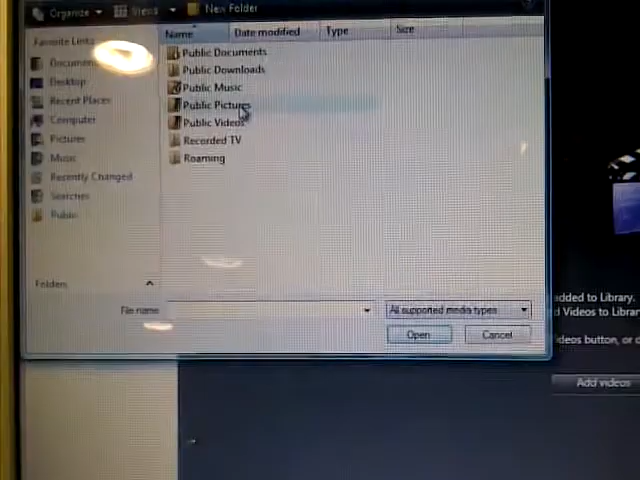 Organize Views New Folder
Favorite Links
Documents
Desktop
Recent Places
Computer
Pictures
Music
Recently Changed
Searches
Public
Folders
Name Date modified Type Size
Public Documents
Public Downloads
Public Music
Public Pictures
Public Videos
Recorded TV
Roaming
File name All supported media types
Open Cancel
added to Library.
d Videos to Librar
ideos button, or
Add videos